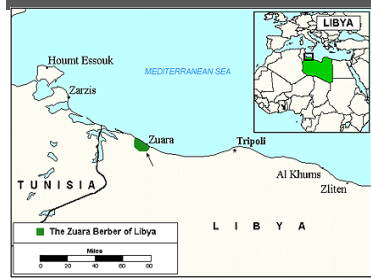 LIBYA
Houmt Essouk
MEDITERRANEAN SEA
Zarzis
Zuara
Tripoli
Al Khums
Zliten
TUNISIA
LIBYA
The Zuara Berber of Libya
Miles
0 20 40 60 80